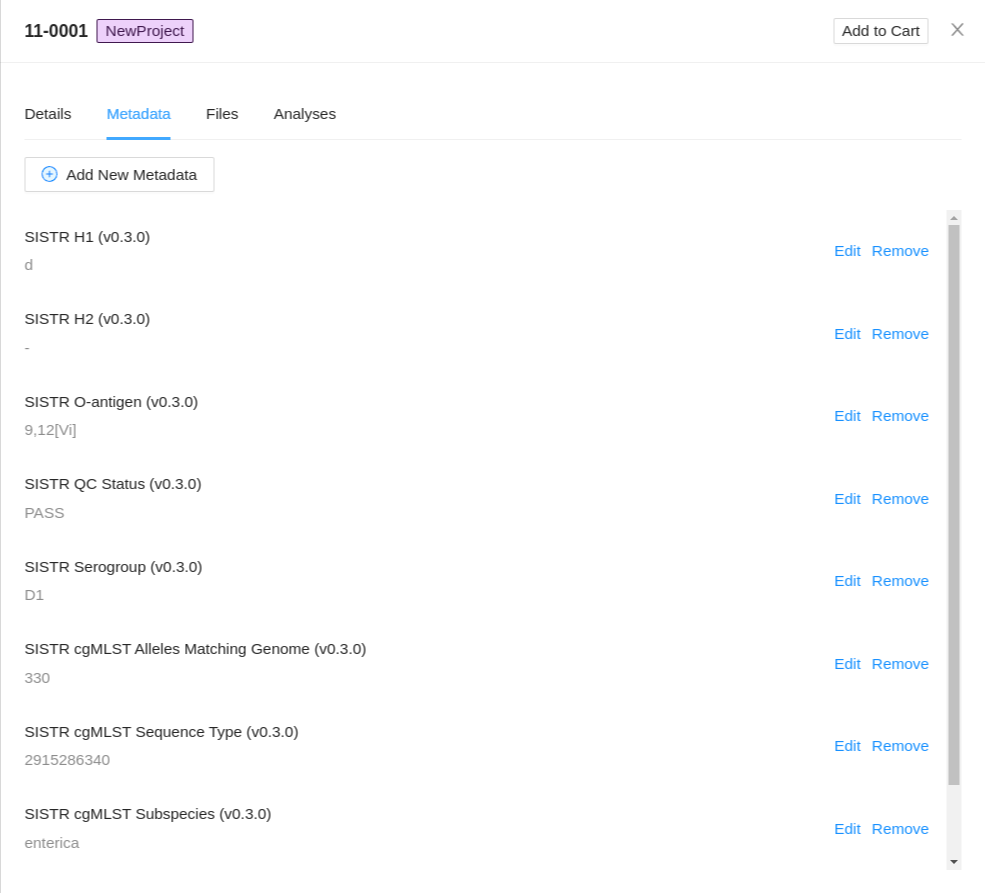 11-0001 NewProject Add to Cart
Details Metadata Files Analyses
Add New Metadata
SISTR H1 (v0.3.0)
d
Edit Remove
SISTR H2 (v0.3.0)
-
Edit Remove
SISTR O-antigen (v0.3.0)
9,12[Vi]
Edit Remove
SISTR QC Status (v0.3.0)
PASS
Edit Remove
SISTR Serogroup (v0.3.0)
D1
Edit Remove
SISTR cgMLST Alleles Matching Genome (v0.3.0)
330
Edit Remove
SISTR cgMLST Sequence Type (v0.3.0)
2915286340
Edit Remove
SISTR cgMLST Subspecies (v0.3.0)
enterica
Edit Remove